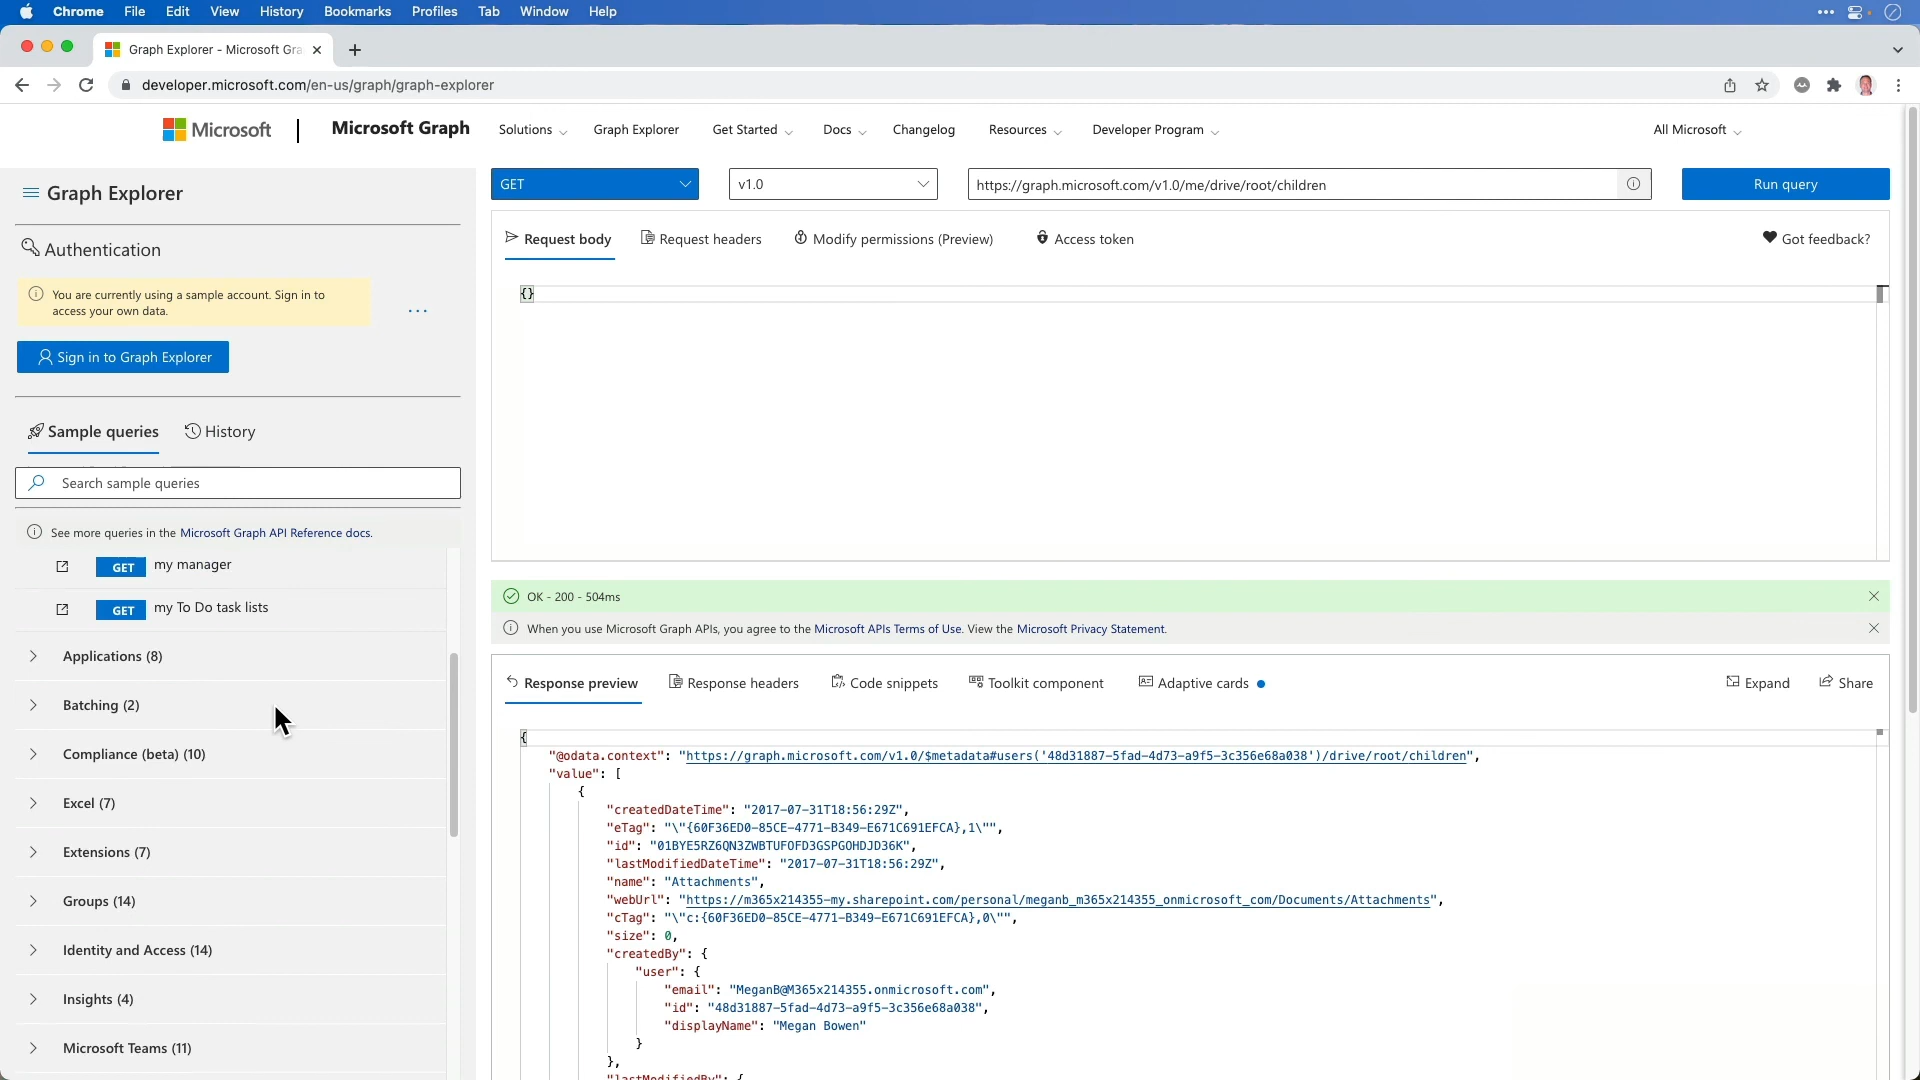 Chrome File Edit View History Bookmarks Profiles Tab Window Help
Graph Explorer - Microsoft Gra
developer.microsoft.com/en-us/graph/graph-explorer
Microsoft | Microsoft Graph Solutions Graph Explorer Get Started Docs Changelog Resources Developer Program All Microsoft
Graph Explorer
Authentication
You are currently using a sample account. Sign in to
access your own data.
...
Sign in to Graph Explorer
Sample queries History
Search sample queries
See more queries in the Microsoft Graph API Reference docs.
GET my manager
GET my To Do task lists
Applications (8)
Batching (2)
Compliance (beta) (10)
Excel (7)
Extensions (7)
Groups (14)
Identity and Access (14)
Insights (4)
Microsoft Teams (11)
GET v1.0 https://graph.microsoft.com/v1.0/me/drive/root/children Run query
Request body Request headers Modify permissions (Preview) Access token Got feedback?
{}
OK - 200 - 504ms
When you use Microsoft Graph APIs, you agree to the Microsoft APIs Terms of Use. View the Microsoft Privacy Statement.
Response preview Response headers Code snippets Toolkit component Adaptive cards Expand Share
{
"@odata.context": "https://graph.microsoft.com/v1.0/$metadata#users('48d31887-5fad-4d73-a9f5-3c356e68a038')/drive/root/children",
"value": [
{
"createdDateTime": "2017-07-31T18:56:29Z",
"eTag": "\"{60F36ED0-85CE-4771-B349-E671C691EFCA},1\"",
"id": "01BYE5RZ6QN3ZWBTUFOFD3GSPGOHDJD36K",
"lastModifiedDateTime": "2017-07-31T18:56:29Z",
"name": "Attachments",
"webUrl": "https://m365x214355-my.sharepoint.com/personal/meganb_m365x214355_onmicrosoft_com/Documents/Attachments",
"cTag": "\"c:{60F36ED0-85CE-4771-B349-E671C691EFCA},0\"",
"size": 0,
"createdBy": {
"user": {
"email": "MeganB@M365x214355.onmicrosoft.com",
"id": "48d31887-5fad-4d73-a9f5-3c356e68a038",
"displayName": "Megan Bowen"
}
},
"lastModifiedBy": {